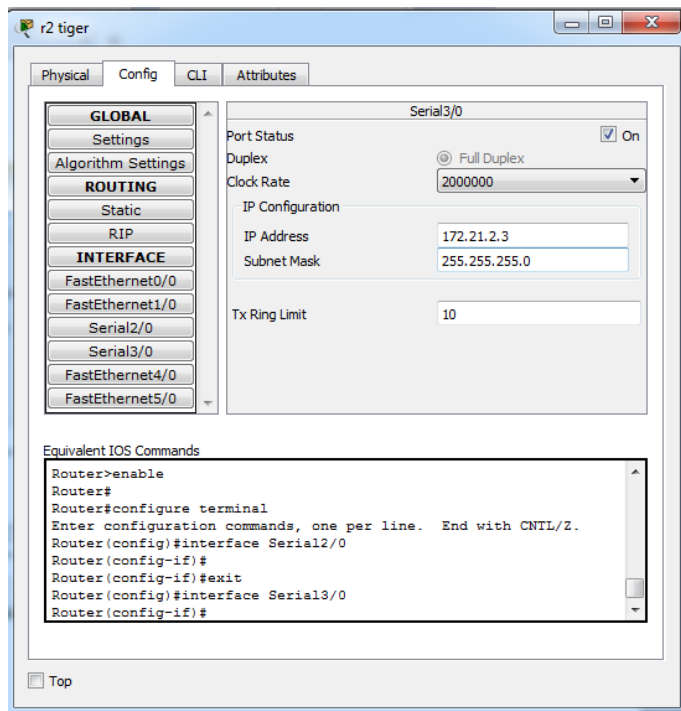 r2 tiger
Physical Config CLI Attributes
GLOBAL
Settings
Algorithm Settings
ROUTING
Static
RIP
INTERFACE
FastEthernet0/0
FastEthernet1/0
Serial2/0
Serial3/0
FastEthernet4/0
FastEthernet5/0
Serial3/0
Port Status On
Duplex Full Duplex
Clock Rate 2000000
IP Configuration
IP Address 172.21.2.3
Subnet Mask 255.255.255.0
Tx Ring Limit 10
Equivalent IOS Commands
Router>enable
Router#
Router#configure terminal
Enter configuration commands, one per line. End with CNTL/Z.
Router(config)#interface Serial2/0
Router(config-if)#
Router(config-if)#exit
Router(config)#interface Serial3/0
Router(config-if)#
Top